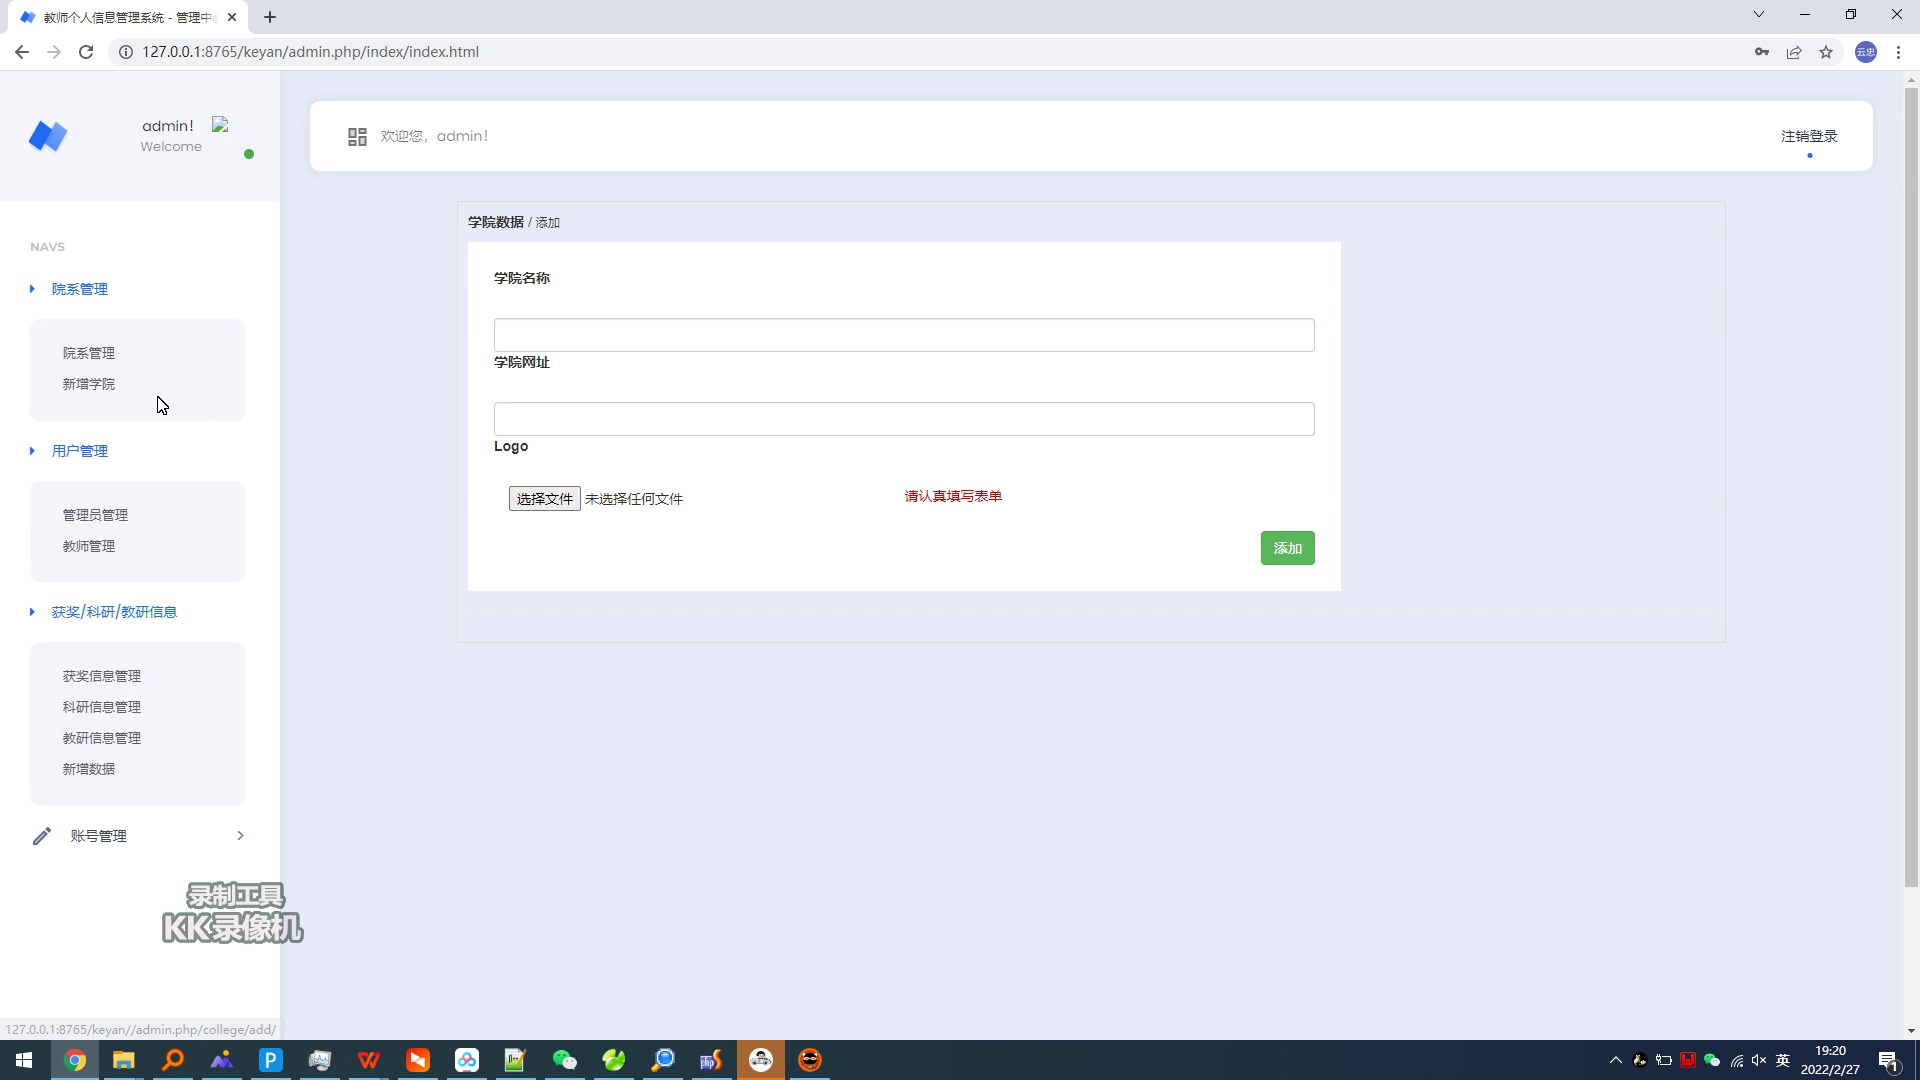 教师个人信息管理系统 - 管理中
127.0.0.1:8765/keyan/admin.php/index/index.html
云忠
admin!
Welcome
欢迎您，admin!
注销登录
NAVS
院系管理
院系管理
新增学院
用户管理
管理员管理
教师管理
获奖/科研/教研信息
获奖信息管理
科研信息管理
教研信息管理
新增数据
账号管理
学院数据 / 添加
学院名称
学院网址
Logo
选择文件 未选择任何文件
请认真填写表单
添加
录制工具
KK录像机
127.0.0.1:8765/keyan//admin.php/college/add/
英
19:20
2022/2/27
1